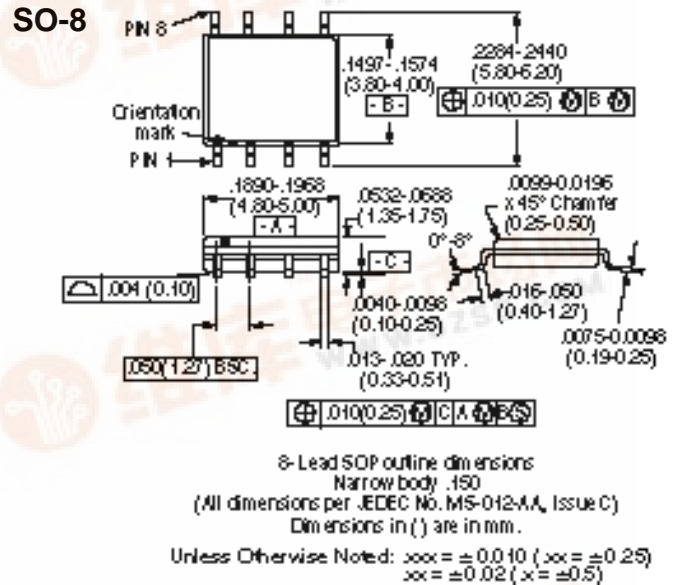 SO-8
PIN 8
.1497-.1574
(3.80-4.00)
- B -
.2284-.2440
(5.80-6.20)
.010(0.25) M B M
Orientation
mark
PIN 1
.1890-.1968
(4.80-5.00)
- A -
.0532-.0688
(1.35-1.75)
- C -
.0099-0.0196
x 45° Chamfer
(0.25-0.50)
0°-8°
.004 (0.10)
.0040-.0098
(0.10-0.25)
.016-.050
(0.40-1.27)
.0075-0.0098
(0.19-0.25)
.050(1.27) BSC.
.013-.020 TYP.
(0.33-0.51)
.010(0.25) M C A M B S
8-Lead SOP outline dimensions
Narrow body .150
(All dimensions per JEDEC No. MS-012-AA, Issue C)
Dimensions in ( ) are in mm.
Unless Otherwise Noted: .xxx = ±0.010 ( .xx = ±0.25)
.xx = ±0.02 ( .x = ±0.5)